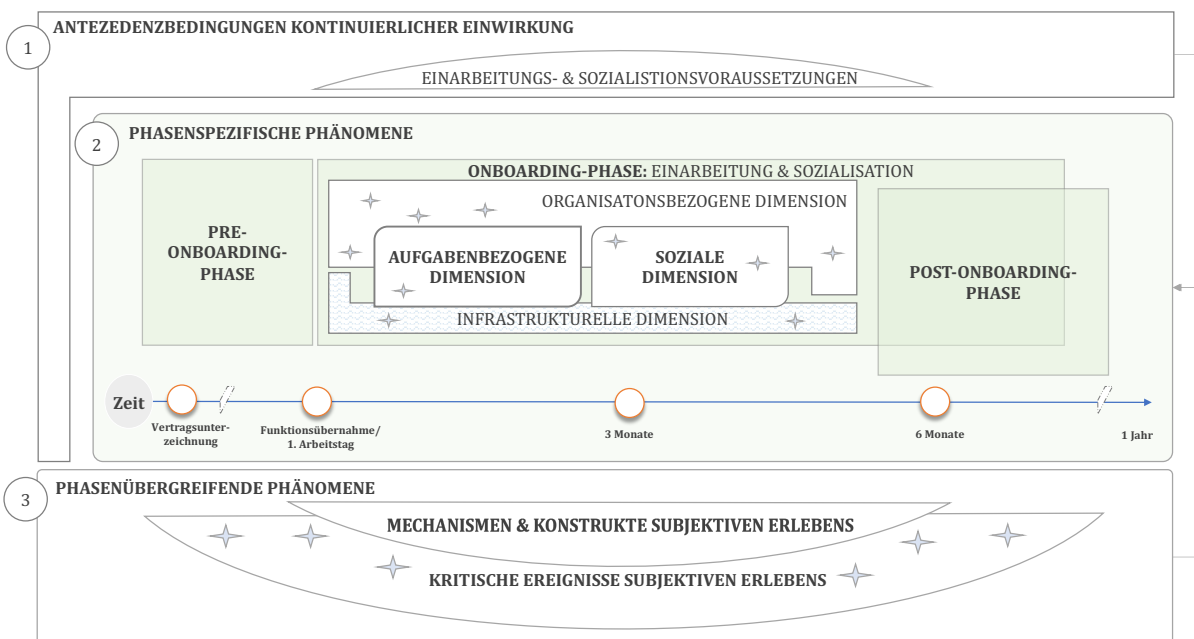 1
ANTEZEDENZBEDINGUNGEN KONTINUIERLICHER EINWIRKUNG
EINARBEITUNGS- & SOZIALISTIONSVORAUSSETZUNGEN
2
PHASENSPEZIFISCHE PHÄNOMENE
PRE-
ONBOARDING-
PHASE
ONBOARDING-PHASE: EINARBEITUNG & SOZIALISATION
ORGANISATONSBEZOGENE DIMENSION
AUFGABENBEZOGENE
DIMENSION
SOZIALE
DIMENSION
INFRASTRUKTURELLE DIMENSION
POST-ONBOARDING-
PHASE
Zeit
Vertragsunter-
zeichnung
Funktionsübernahme/
1. Arbeitstag
3 Monate
6 Monate
1 Jahr
3
PHASENÜBERGREIFENDE PHÄNOMENE
MECHANISMEN & KONSTRUKTE SUBJEKTIVEN ERLEBENS
KRITISCHE EREIGNISSE SUBJEKTIVEN ERLEBENS